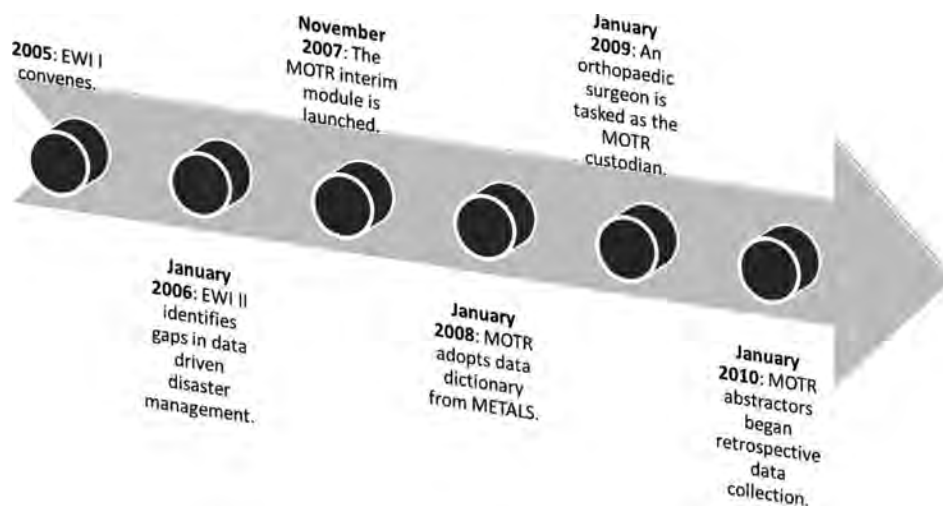 2005: EWI I
convenes.
January
2006: EWI II
identifies
gaps in data
driven
disaster
management.
November
2007: The
MOTR interim
module is
launched.
January
2008: MOTR
adopts data
dictionary
from METALS.
January
2009: An
orthopaedic
surgeon is
tasked as the
MOTR
custodian.
January
2010: MOTR
abstractors
began
retrospective
data
collection.